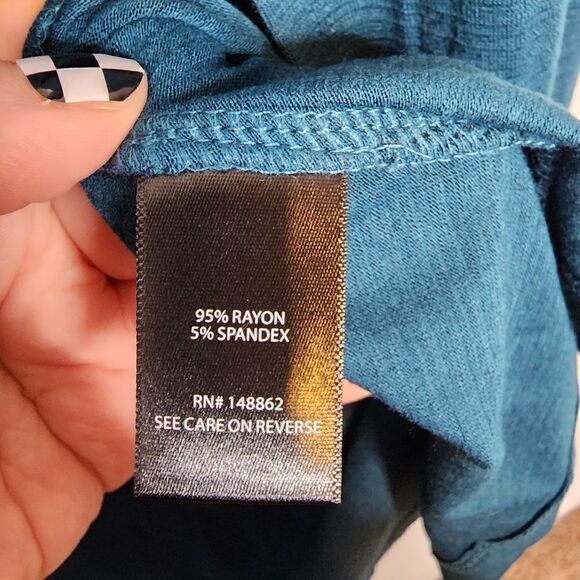 95% RAYON
5% SPANDEX
RN# 148862
SEE CARE ON REVERSE